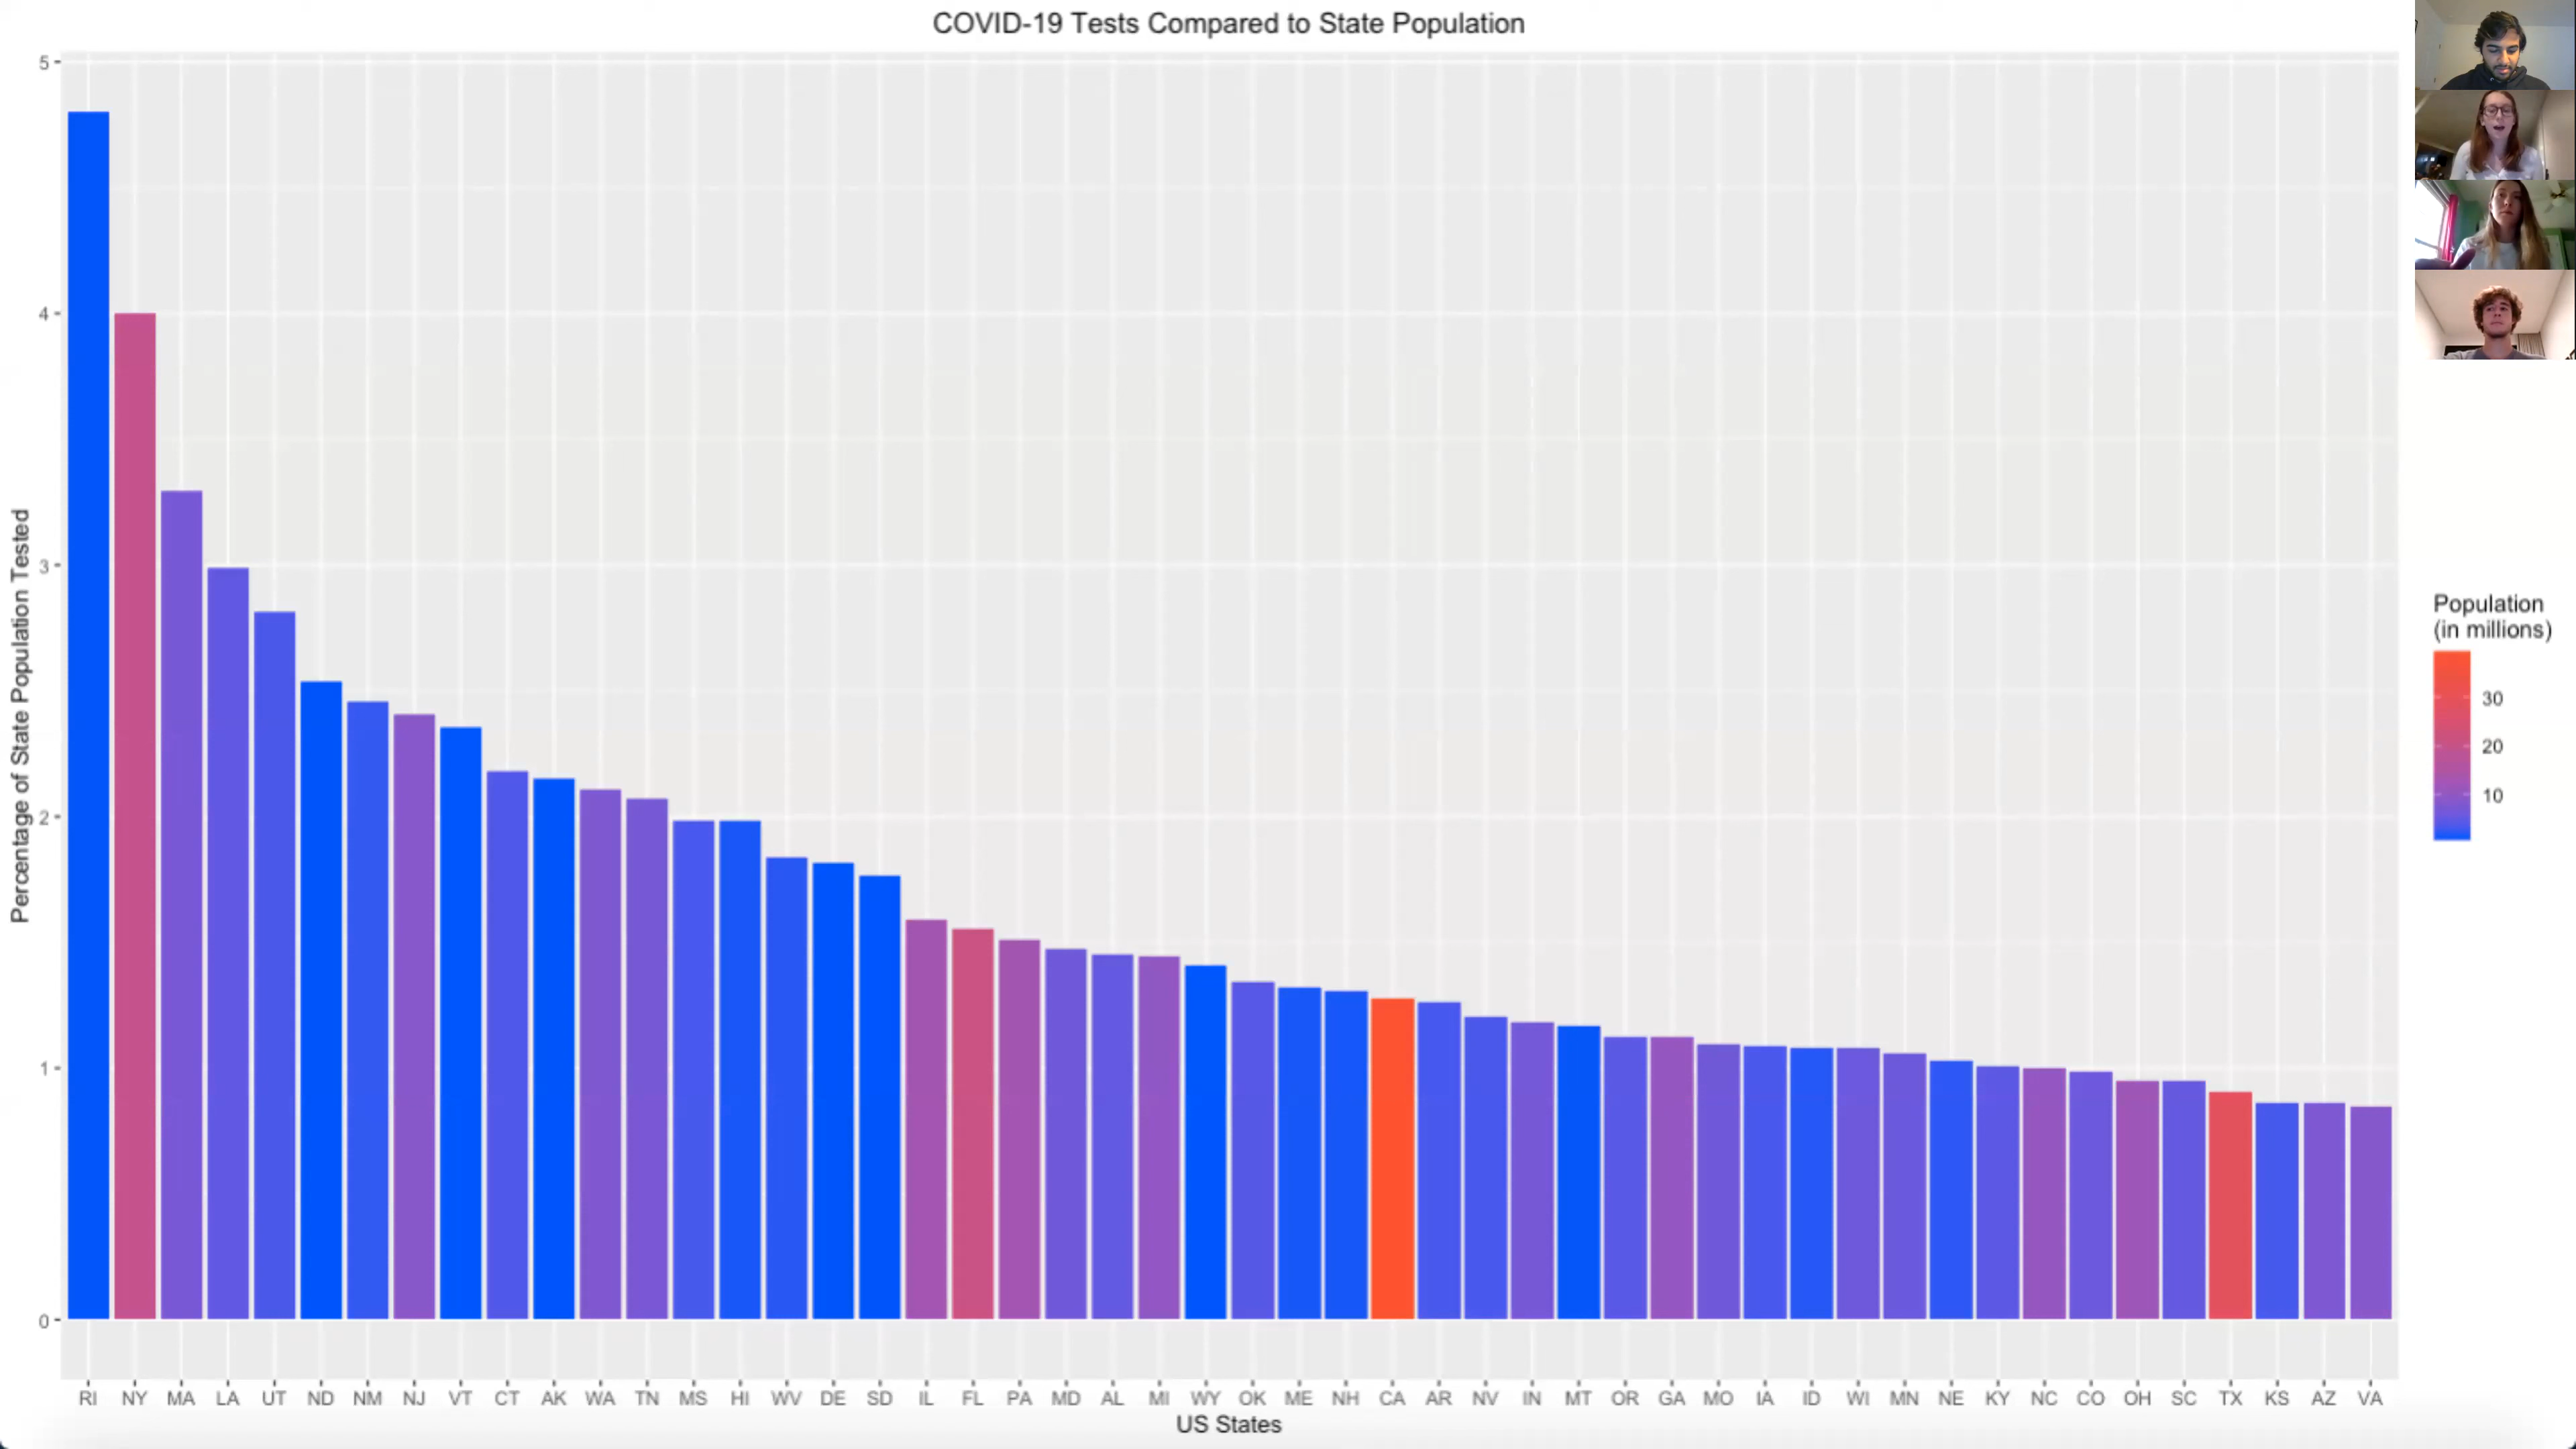 COVID-19 Tests Compared to State Population
Percentage of State Population Tested
5
4
3
2
1
0
RI NY MA LA UT ND NM NJ VT CT AK WA TN MS HI WV DE SD IL FL PA MD AL MI WY OK ME NH CA AR NV IN MT OR GA MO IA ID WI MN NE KY NC CO OH SC TX KS AZ VA
US States
Population
(in millions)
30
20
10